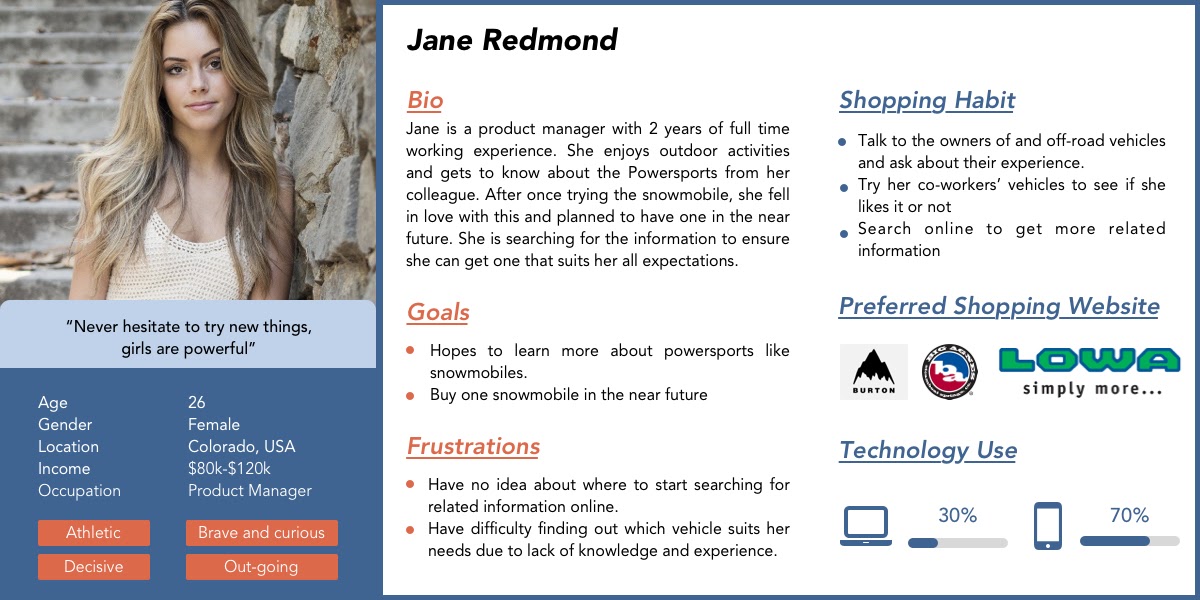 Jane Redmond
Bio
Jane is a product manager with 2 years of full time
working experience. She enjoys outdoor activities
and gets to know about the Powersports from her
colleague. After once trying the snowmobile, she fell
in love with this and planned to have one in the near
future. She is searching for the information to ensure
she can get one that suits her all expectations.
Goals
Hopes to learn more about powersports like
snowmobiles.
Buy one snowmobile in the near future
Frustrations
Have no idea about where to start searching for
related information online.
Have difficulty finding out which vehicle suits her
needs due to lack of knowledge and experience.
Shopping Habit
Talk to the owners of and off-road vehicles
and ask about their experience.
Try her co-workers’ vehicles to see if she
likes it or not
Search online to get more related
information
Preferred Shopping Website
BURTON
BIG AGNES
ba
LOWA
simply more...
Technology Use
30%
70%
“Never hesitate to try new things,
girls are powerful”
Age 26
Gender Female
Location Colorado, USA
Income $80k-$120k
Occupation Product Manager
Athletic Brave and curious
Decisive Out-going